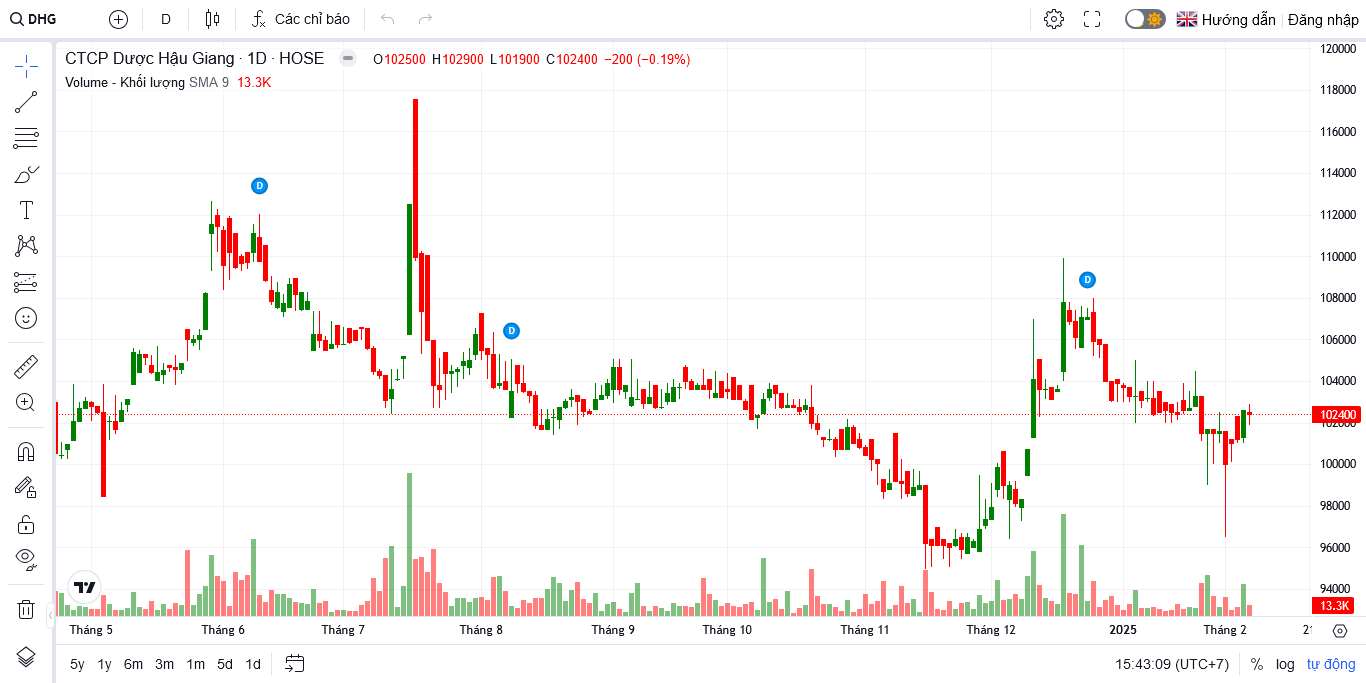 DHG D Các chỉ báo Hướng dẫn Đăng nhập
CTCP Dược Hậu Giang · 1D · HOSE O102500 H102900 L101900 C102400 −200 (−0.19%)
Volume - Khối lượng SMA 9 13.3K
120000
118000
116000
114000
D
112000
110000
D
108000
D
106000
104000
102400
102000
100000
98000
96000
94000
13.3K
Tháng 5 Tháng 6 Tháng 7 Tháng 8 Tháng 9 Tháng 10 Tháng 11 Tháng 12 2025 Tháng 2
5y 1y 6m 3m 1m 5d 1d 15:43:09 (UTC+7) % log tự động